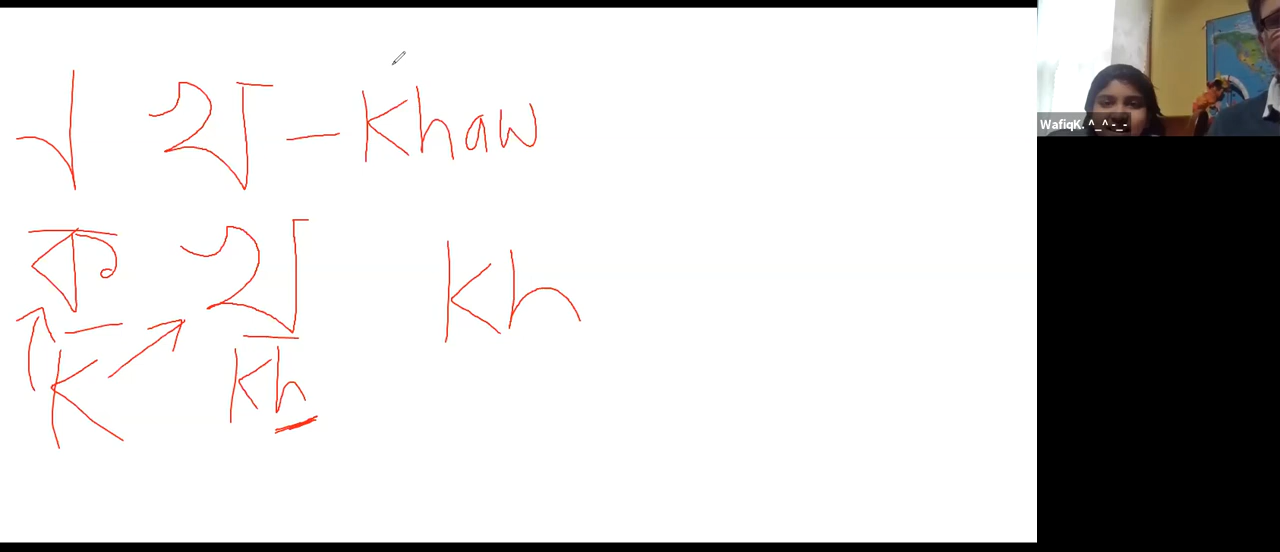 খ - Khaw
ক খ Kh
K Kh
WafiqK. ^_^ -_-